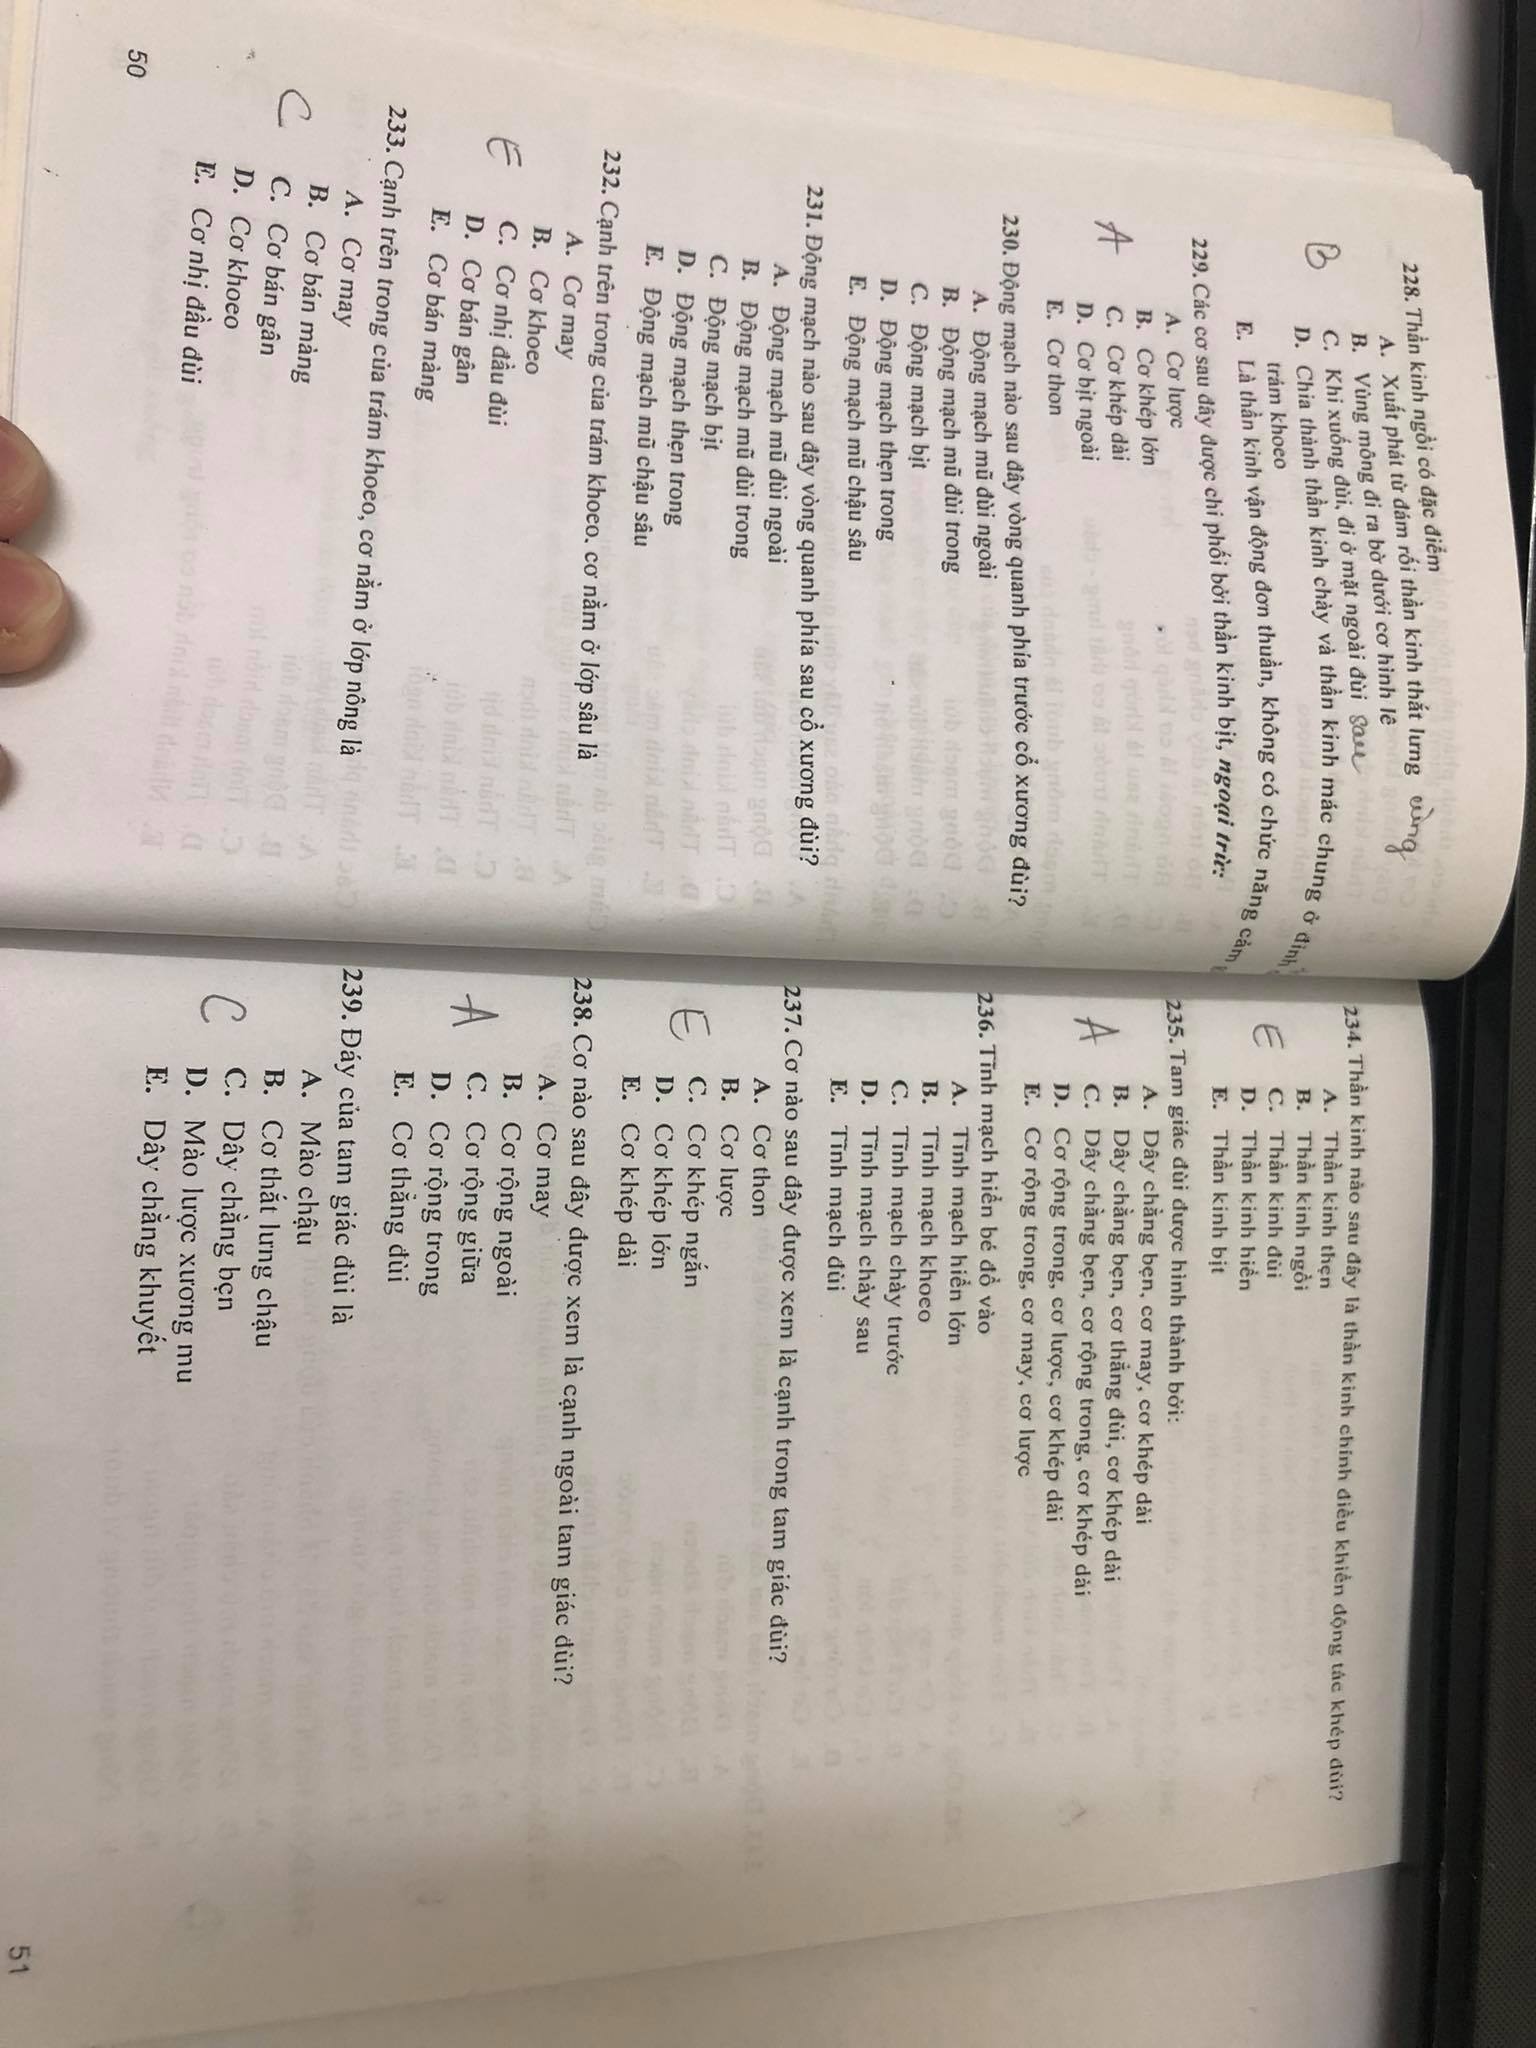 228. Thần kinh ngồi có đặc điểm
A. Xuất phát từ đám rối thần kinh thắt lưng cùng
B. Vùng mông đi ra bờ dưới cơ hình lê
C. Khi xuống đùi, đi ở mặt ngoài đùi sau
B
D. Chia thành thần kinh chày và thần kinh mác chung ở đỉnh
trám khoeo
E. Là thần kinh vận động đơn thuần, không có chức năng cảm
229. Các cơ sau đây được chi phối bởi thần kinh bịt, ngoại trừ:
A. Cơ lược
B. Cơ khép lớn
A
C. Cơ khép dài
D. Cơ bịt ngoài
E. Cơ thon
230. Động mạch nào sau đây vòng quanh phía trước cổ xương đùi?
A. Động mạch mũ đùi ngoài
B. Động mạch mũ đùi trong
C. Động mạch bịt
D. Động mạch thẹn trong
E. Động mạch mũ chậu sâu
231. Động mạch nào sau đây vòng quanh phía sau cổ xương đùi?
A. Động mạch mũ đùi ngoài
B. Động mạch mũ đùi trong
C. Động mạch bịt
D. Động mạch thẹn trong
E. Động mạch mũ chậu sâu
232. Cạnh trên trong của trám khoeo. cơ nằm ở lớp sâu là
A. Cơ may
B. Cơ khoeo
E
C. Cơ nhị đầu đùi
D. Cơ bán gân
E. Cơ bán màng
233. Cạnh trên trong của trám khoeo, cơ nằm ở lớp nông là
A. Cơ may
B. Cơ bán màng
C
C. Cơ bán gân
D. Cơ khoeo
E. Cơ nhị đầu đùi
50
234. Thần kinh nào sau đây là thần kinh chính điều khiển động tác khép đùi?
A. Thần kinh thẹn
B. Thần kinh ngồi
E
C. Thần kinh đùi
D. Thần kinh hiển
E. Thần kinh bịt
235. Tam giác đùi được hình thành bởi:
A. Dây chằng bẹn, cơ may, cơ khép dài
B. Dây chằng bẹn, cơ thẳng đùi, cơ khép dài
A
C. Dây chằng bẹn, cơ rộng trong, cơ khép dài
D. Cơ rộng trong, cơ lược, cơ khép dài
E. Cơ rộng trong, cơ may, cơ lược
236. Tĩnh mạch hiển bé đổ vào
A. Tĩnh mạch hiển lớn
B. Tĩnh mạch khoeo
C. Tĩnh mạch chày trước
D. Tĩnh mạch chày sau
E. Tĩnh mạch đùi
237. Cơ nào sau đây được xem là cạnh trong tam giác đùi?
A. Cơ thon
B. Cơ lược
E
C. Cơ khép ngắn
D. Cơ khép lớn
E. Cơ khép dài
238. Cơ nào sau đây được xem là cạnh ngoài tam giác đùi?
A. Cơ may
B. Cơ rộng ngoài
A
C. Cơ rộng giữa
D. Cơ rộng trong
E. Cơ thẳng đùi
239. Đáy của tam giác đùi là
A. Mào chậu
B. Cơ thắt lưng chậu
C
C. Dây chằng bẹn
D. Mào lược xương mu
E. Dây chằng khuyết
51